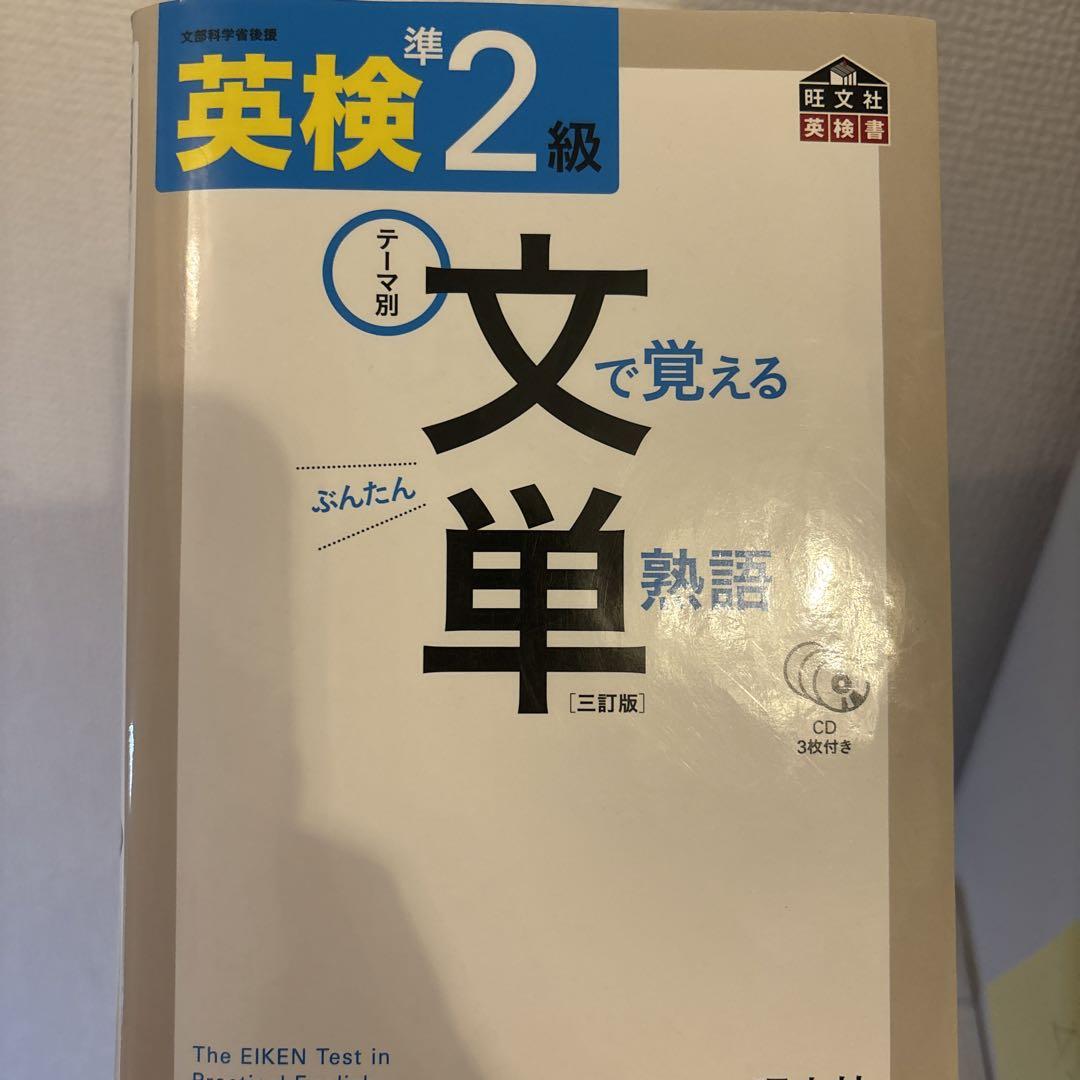 文部科学省後援
英検準2級
旺文社
英検書
テーマ別
文で覚える
ぶんたん
単熟語
[三訂版]
CD
3枚付き
The EIKEN Test in